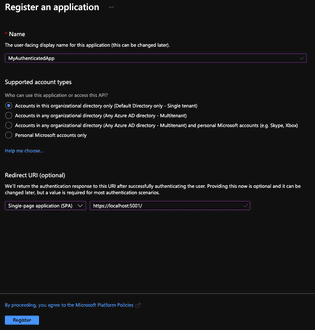 Register an application ...
* Name
The user-facing display name for this application (this can be changed later).
MyAuthenticatedApp
Supported account types
Who can use this application or access this API?
Accounts in this organizational directory only (Default Directory only - Single tenant)
Accounts in any organizational directory (Any Azure AD directory - Multitenant)
Accounts in any organizational directory (Any Azure AD directory - Multitenant) and personal Microsoft accounts (e.g. Skype, Xbox)
Personal Microsoft accounts only
Help me choose...
Redirect URI (optional)
We'll return the authentication response to this URI after successfully authenticating the user. Providing this now is optional and it can be
changed later, but a value is required for most authentication scenarios.
Single-page application (SPA) https://localhost:5001/
By proceeding, you agree to the Microsoft Platform Policies
Register